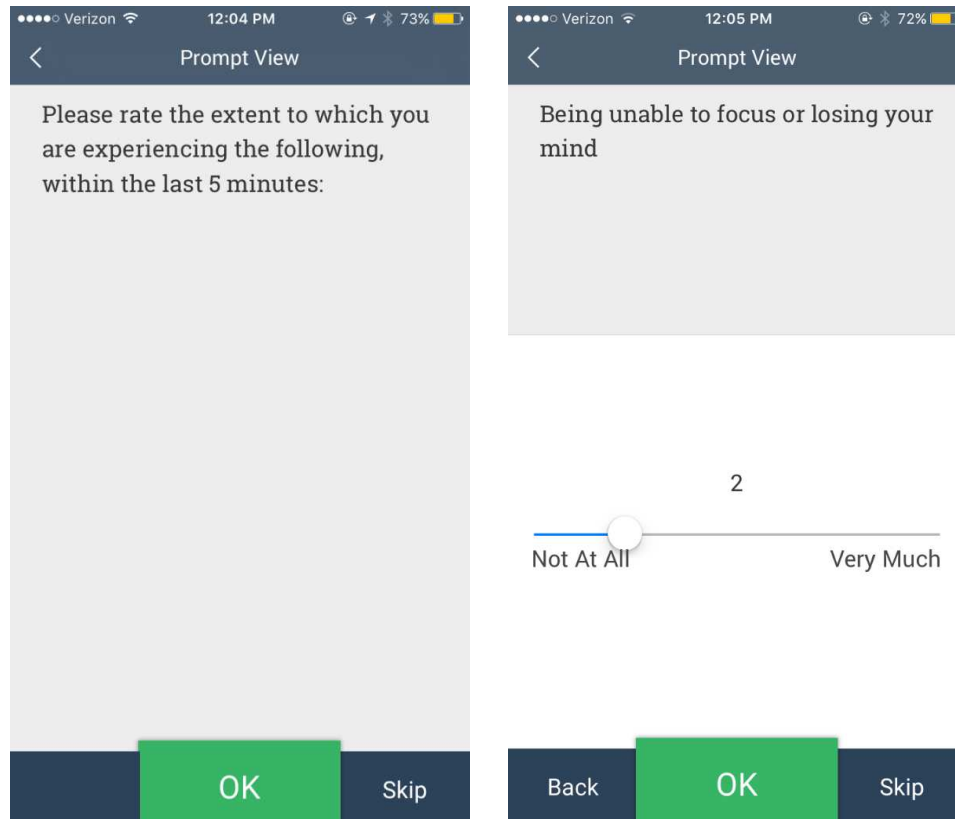 Verizon 12:04 PM 73%
Prompt View
Please rate the extent to which you
are experiencing the following,
within the last 5 minutes:
OK Skip
Verizon 12:05 PM 72%
Prompt View
Being unable to focus or losing your
mind
2
Not At All Very Much
Back OK Skip